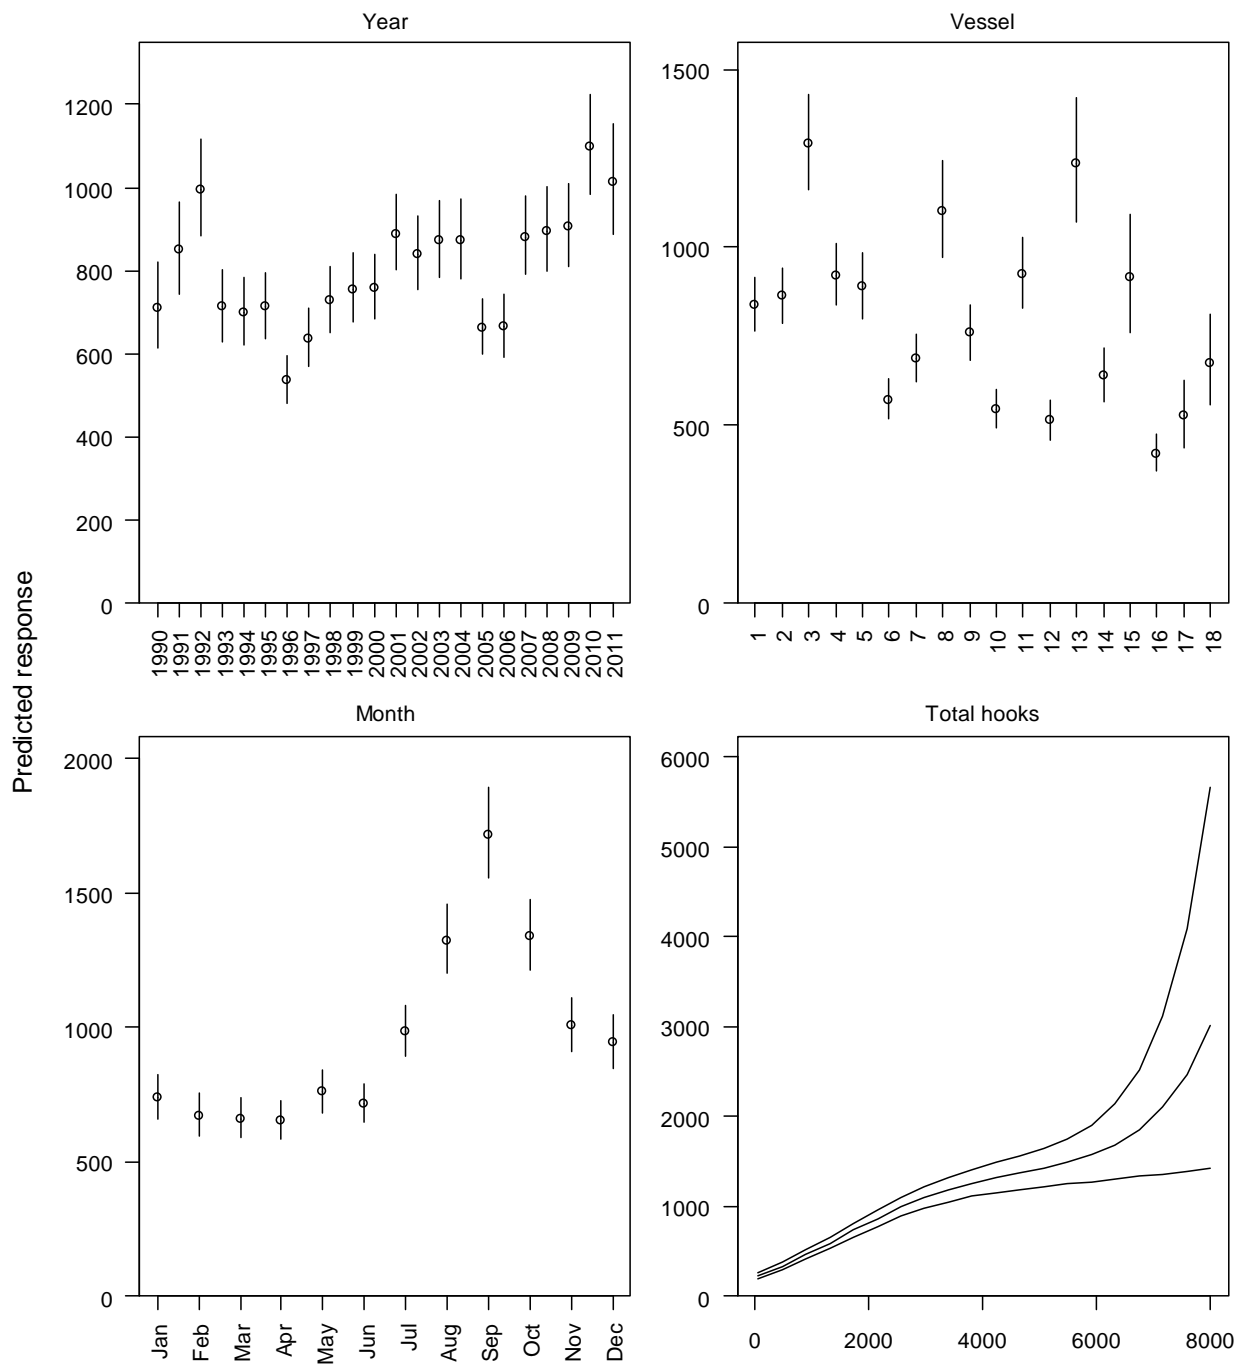 Predicted response
Year
1200
1000
800
600
400
200
0
1990 1991 1992 1993 1994 1995 1996 1997 1998 1999 2000 2001 2002 2003 2004 2005 2006 2007 2008 2009 2010 2011
Vessel
1500
1000
500
0
1 2 3 4 5 6 7 8 9 10 11 12 13 14 15 16 17 18
Month
2000
1500
1000
500
0
Jan Feb Mar Apr May Jun Jul Aug Sep Oct Nov Dec
Total hooks
6000
5000
4000
3000
2000
1000
0
0 2000 4000 6000 8000